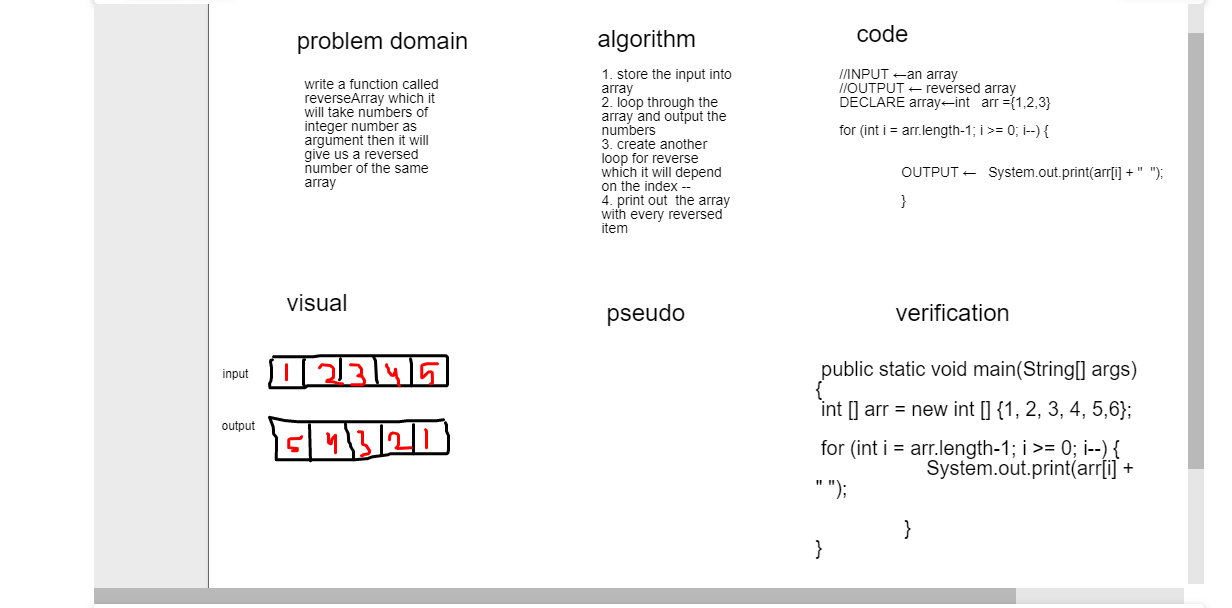 problem domain
write a function called
reverseArray which it
will take numbers of
integer number as
argument then it will
give us a reversed
number of the same
array
algorithm
1. store the input into
array
2. loop through the
array and output the
numbers
3. create another
loop for reverse
which it will depend
on the index --
4. print out  the array
with every reversed
item
code
//INPUT ←an array
//OUTPUT ← reversed array
DECLARE array←int   arr ={1,2,3}
for (int i = arr.length-1; i >= 0; i--) {
OUTPUT ←   System.out.print(arr[i] + "  ");
}
visual
input
1 2 3 4 5
output
5 4 3 2 1
pseudo
verification
public static void main(String[] args)
{
int [] arr = new int [] {1, 2, 3, 4, 5,6};
for (int i = arr.length-1; i >= 0; i--) {
System.out.print(arr[i] +
" ");
}
}